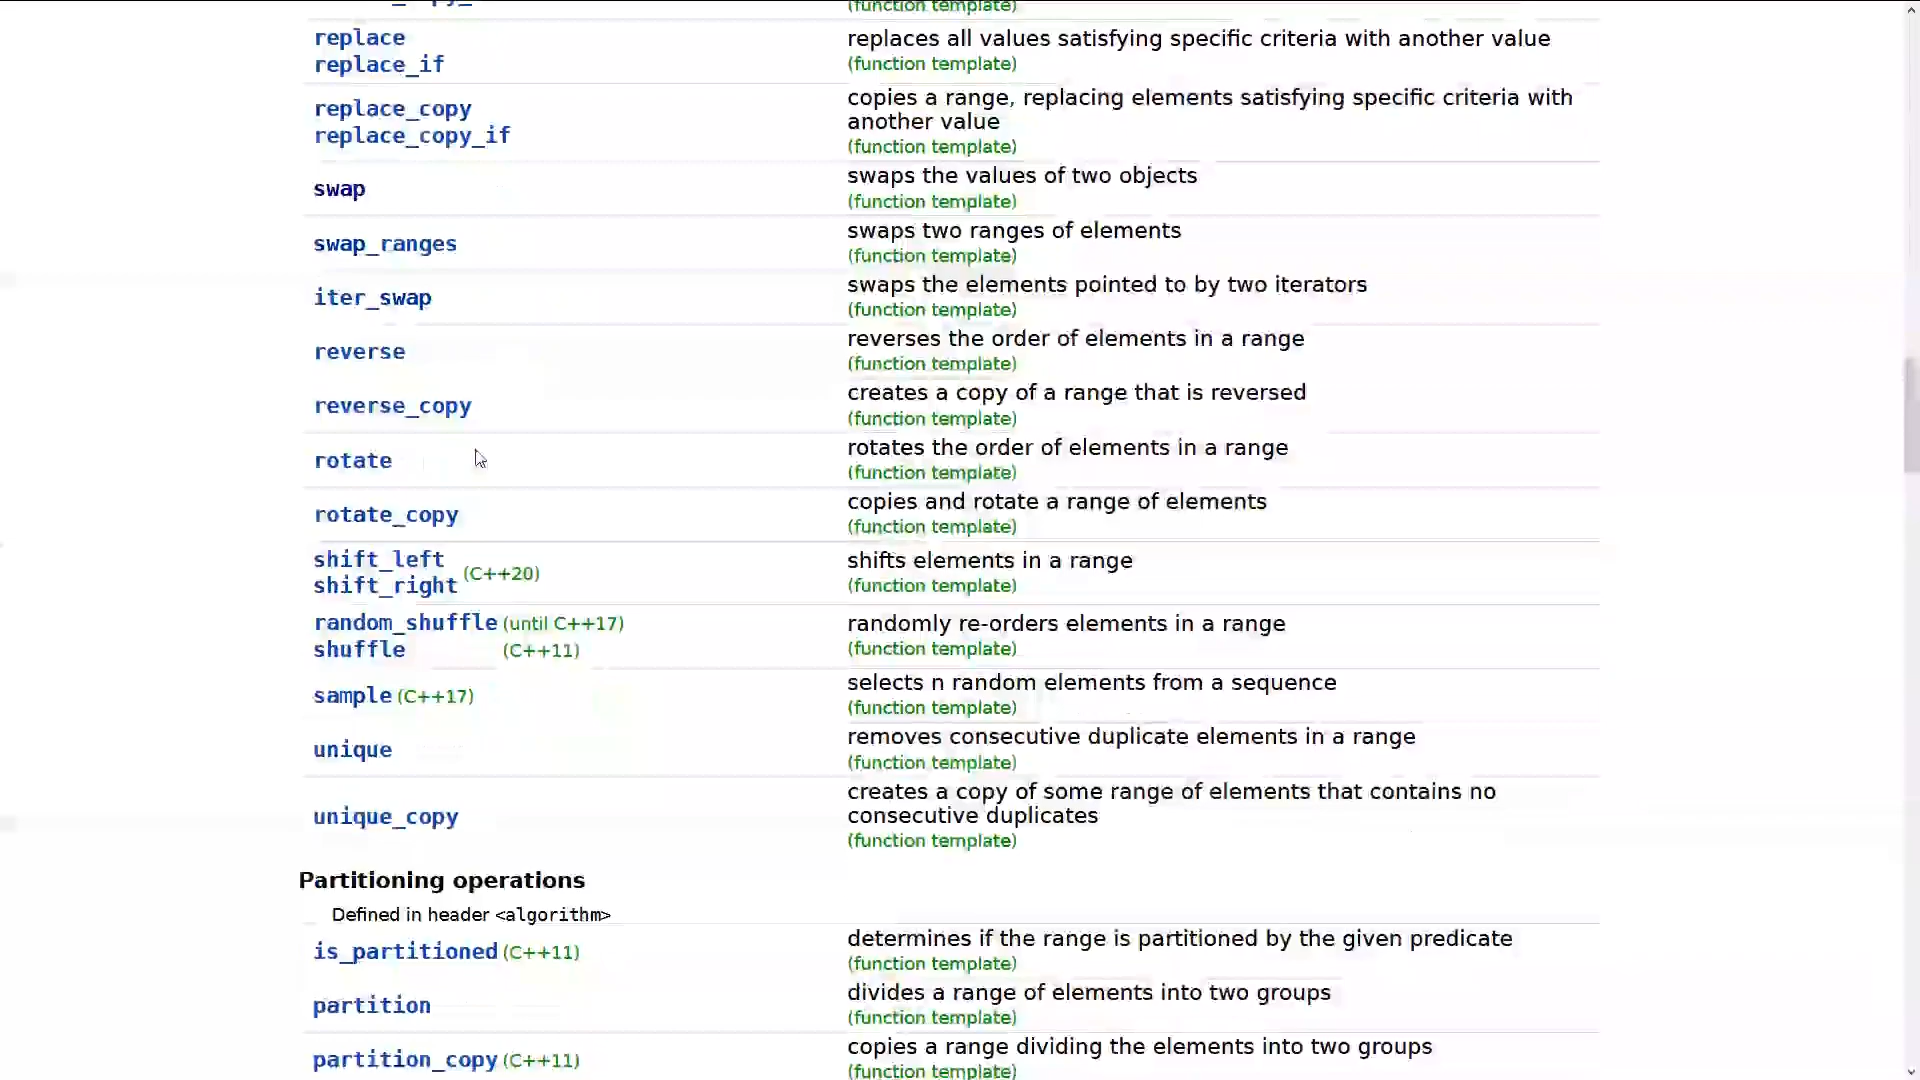 (function template)
replace
replace_if
replaces all values satisfying specific criteria with another value
(function template)
replace_copy
replace_copy_if
copies a range, replacing elements satisfying specific criteria with
another value
(function template)
swap
swaps the values of two objects
(function template)
swap_ranges
swaps two ranges of elements
(function template)
iter_swap
swaps the elements pointed to by two iterators
(function template)
reverse
reverses the order of elements in a range
(function template)
reverse_copy
creates a copy of a range that is reversed
(function template)
rotate
rotates the order of elements in a range
(function template)
rotate_copy
copies and rotate a range of elements
(function template)
shift_left
shift_right
(C++20)
shifts elements in a range
(function template)
random_shuffle (until C++17)
shuffle (C++11)
randomly re-orders elements in a range
(function template)
sample (C++17)
selects n random elements from a sequence
(function template)
unique
removes consecutive duplicate elements in a range
(function template)
unique_copy
creates a copy of some range of elements that contains no
consecutive duplicates
(function template)
Partitioning operations
Defined in header <algorithm>
is_partitioned (C++11)
determines if the range is partitioned by the given predicate
(function template)
partition
divides a range of elements into two groups
(function template)
partition_copy (C++11)
copies a range dividing the elements into two groups
(function template)